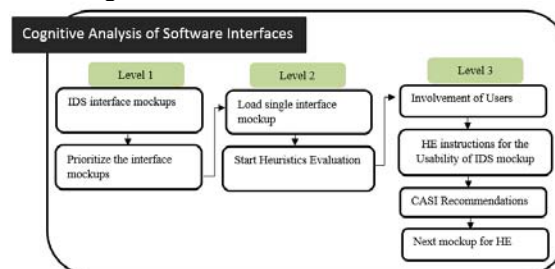 Cognitive Analysis of Software Interfaces
Level 1
IDS interface mockups
Prioritize the interface
mockups
Level 2
Load single interface
mockup
Start Heuristics Evaluation
Level 3
Involvement of Users
HE instructions for the
Usability of IDS mockup
CASI Recommendations
Next mockup for HE